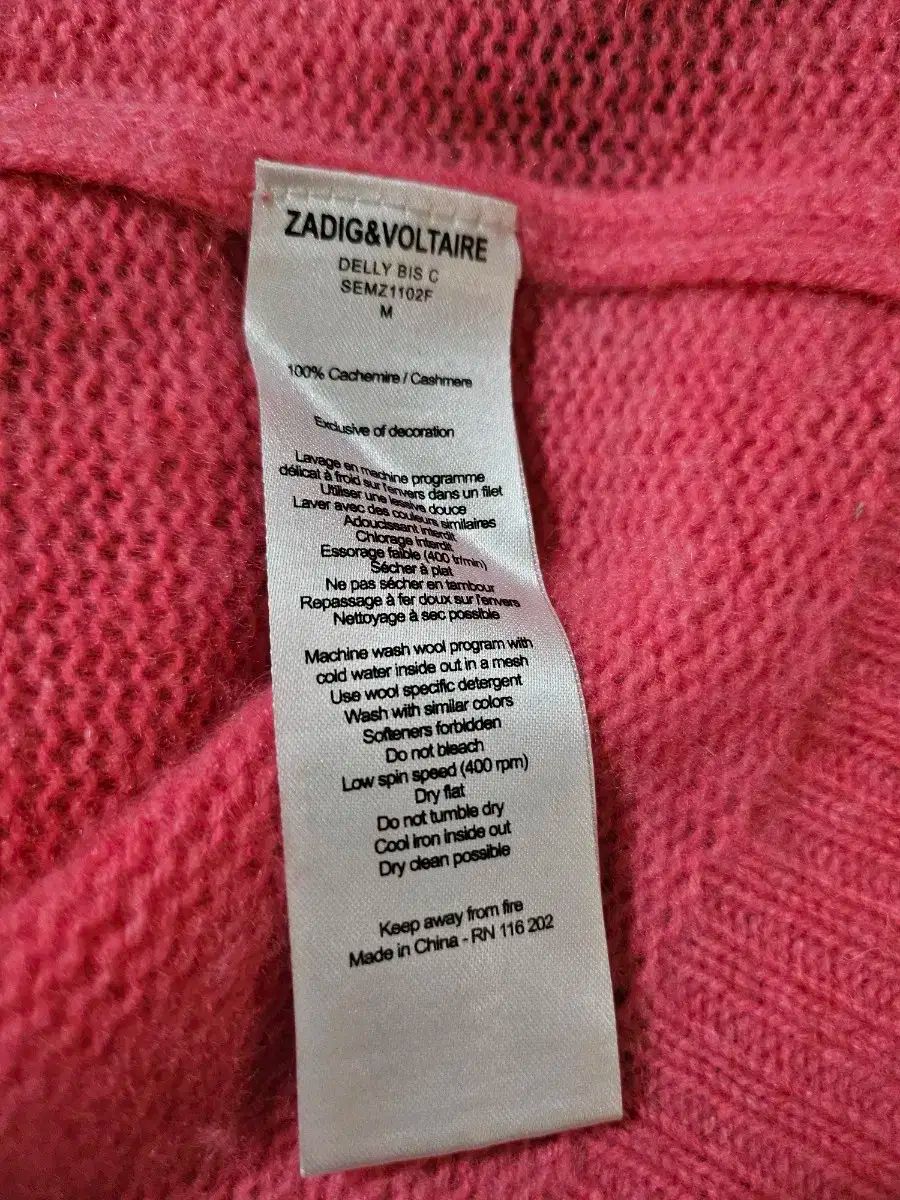 ZADIG&VOLTAIRE
DELLY BIS C
SEMZ1102F
M
100% Cachemire / Cashmere
Exclusive of decoration
Lavage en machine programme
délicat à froid sur l'envers dans un filet
Utiliser une lessive douce
Laver avec des couleurs similaires
Adoucissant interdit
Chlorage interdit
Essorage faible (400 tr/min)
Sécher à plat
Ne pas sécher en tambour
Repassage à fer doux sur l'envers
Nettoyage à sec possible
Machine wash wool program with
cold water inside out in a mesh
Use wool specific detergent
Wash with similar colors
Softeners forbidden
Do not bleach
Low spin speed (400 rpm)
Dry flat
Do not tumble dry
Cool iron inside out
Dry clean possible
Keep away from fire
Made in China - RN 116 202